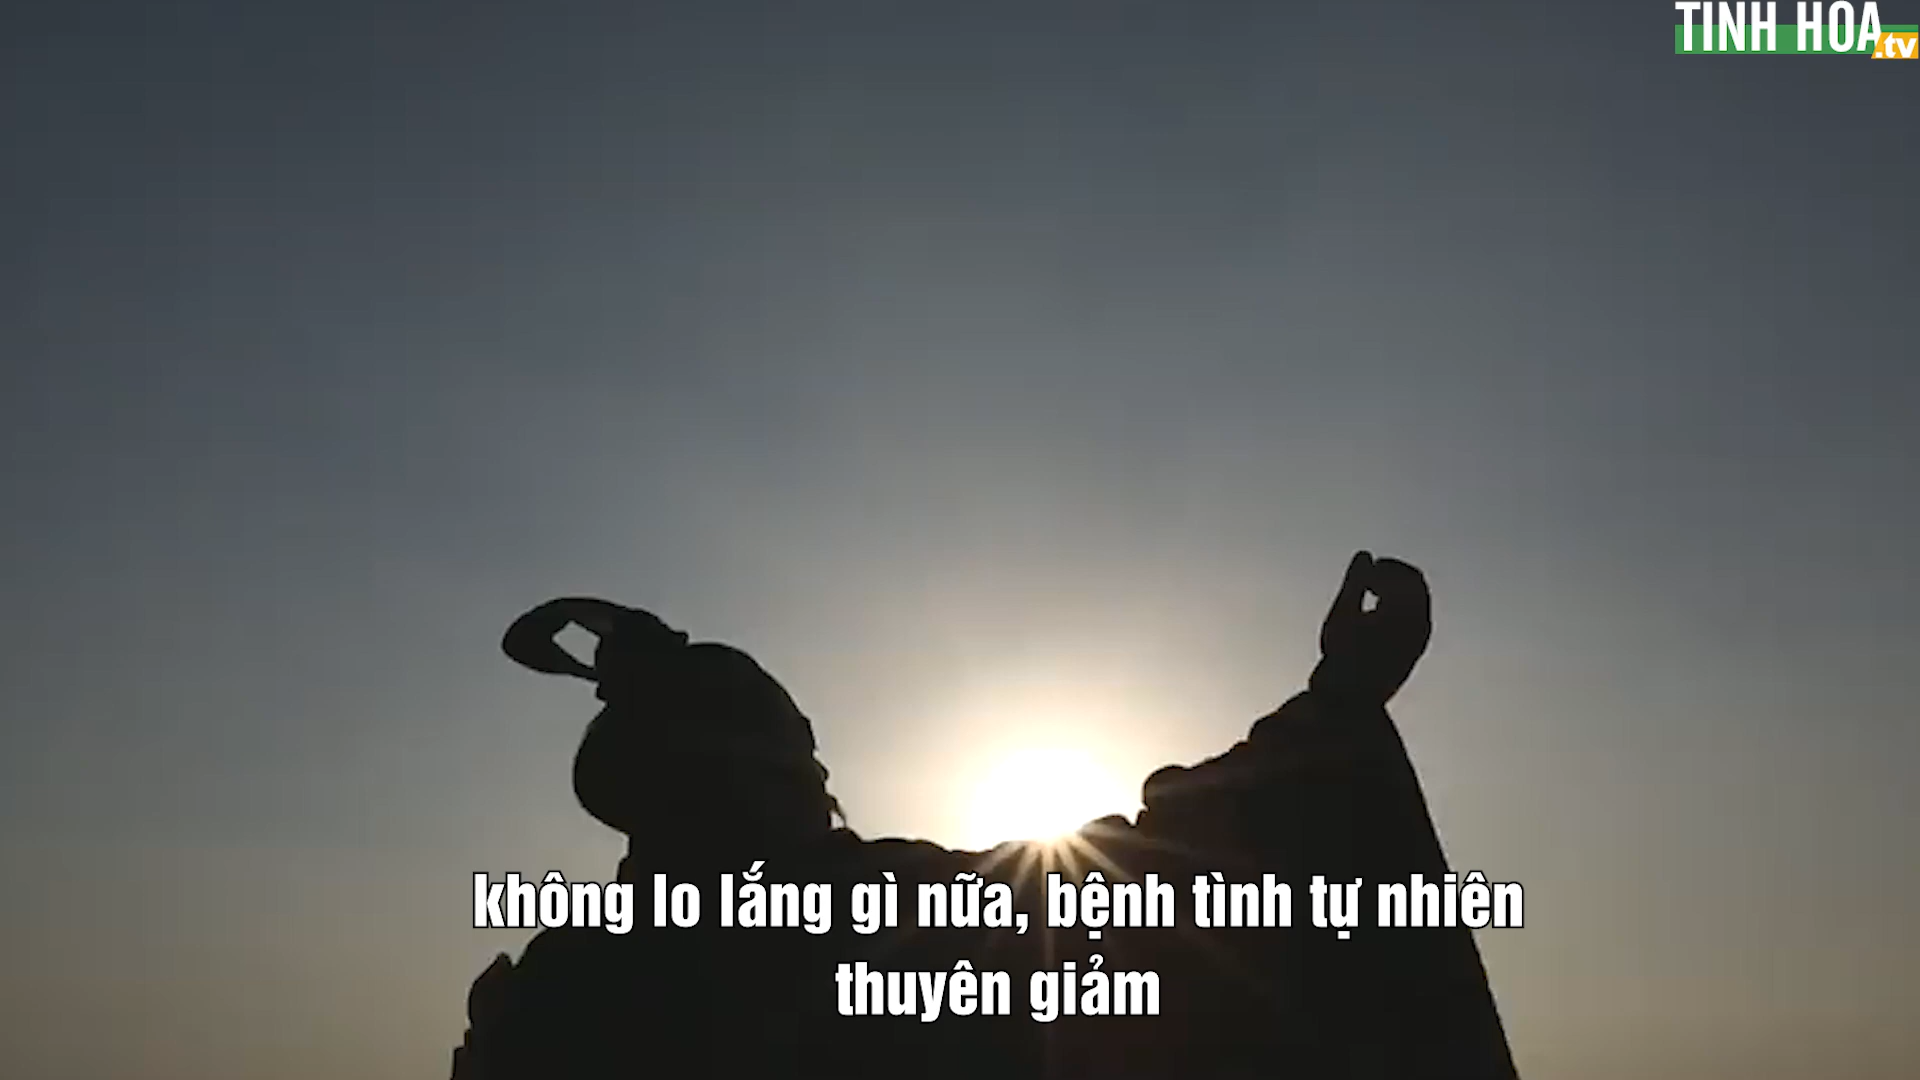 TINH HOA
.tv
không lo lắng gì nữa, bệnh tình tự nhiên
thuyên giảm